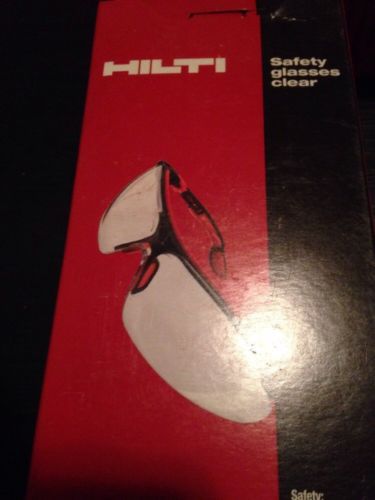 HILTI
Safety
glasses
clear
Safety: